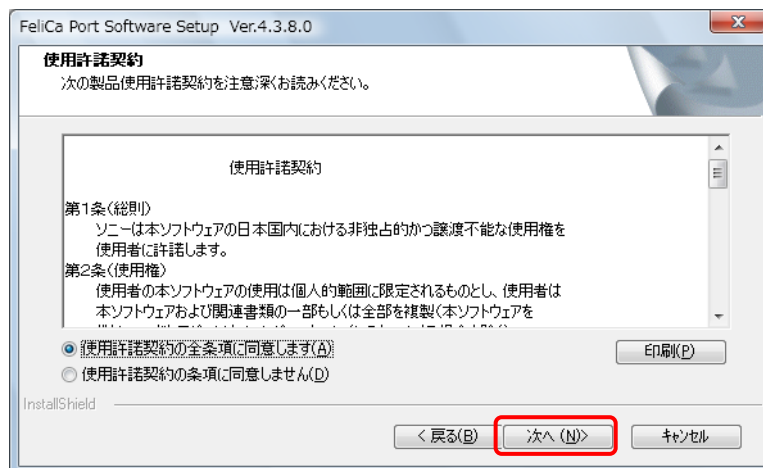 FeliCa Port Software Setup Ver.4.3.8.0
使用許諾契約
次の製品使用許諾契約を注意深くお読みください。
使用許諾契約
第1条(総則)
ソニーは本ソフトウェアの日本国内における非独占的かつ譲渡不能な使用権を
使用者に許諾します。
第2条(使用権)
使用者の本ソフトウェアの使用は個人的範囲に限定されるものとし、使用者は
本ソフトウェアおよび関連書類の一部もしくは全部を複製(本ソフトウェアを
使用許諾契約の全条項に同意します(A)
印刷(P)
使用許諾契約の条項に同意しません(D)
InstallShield
< 戻る(B)
次へ (N)>
キャンセル